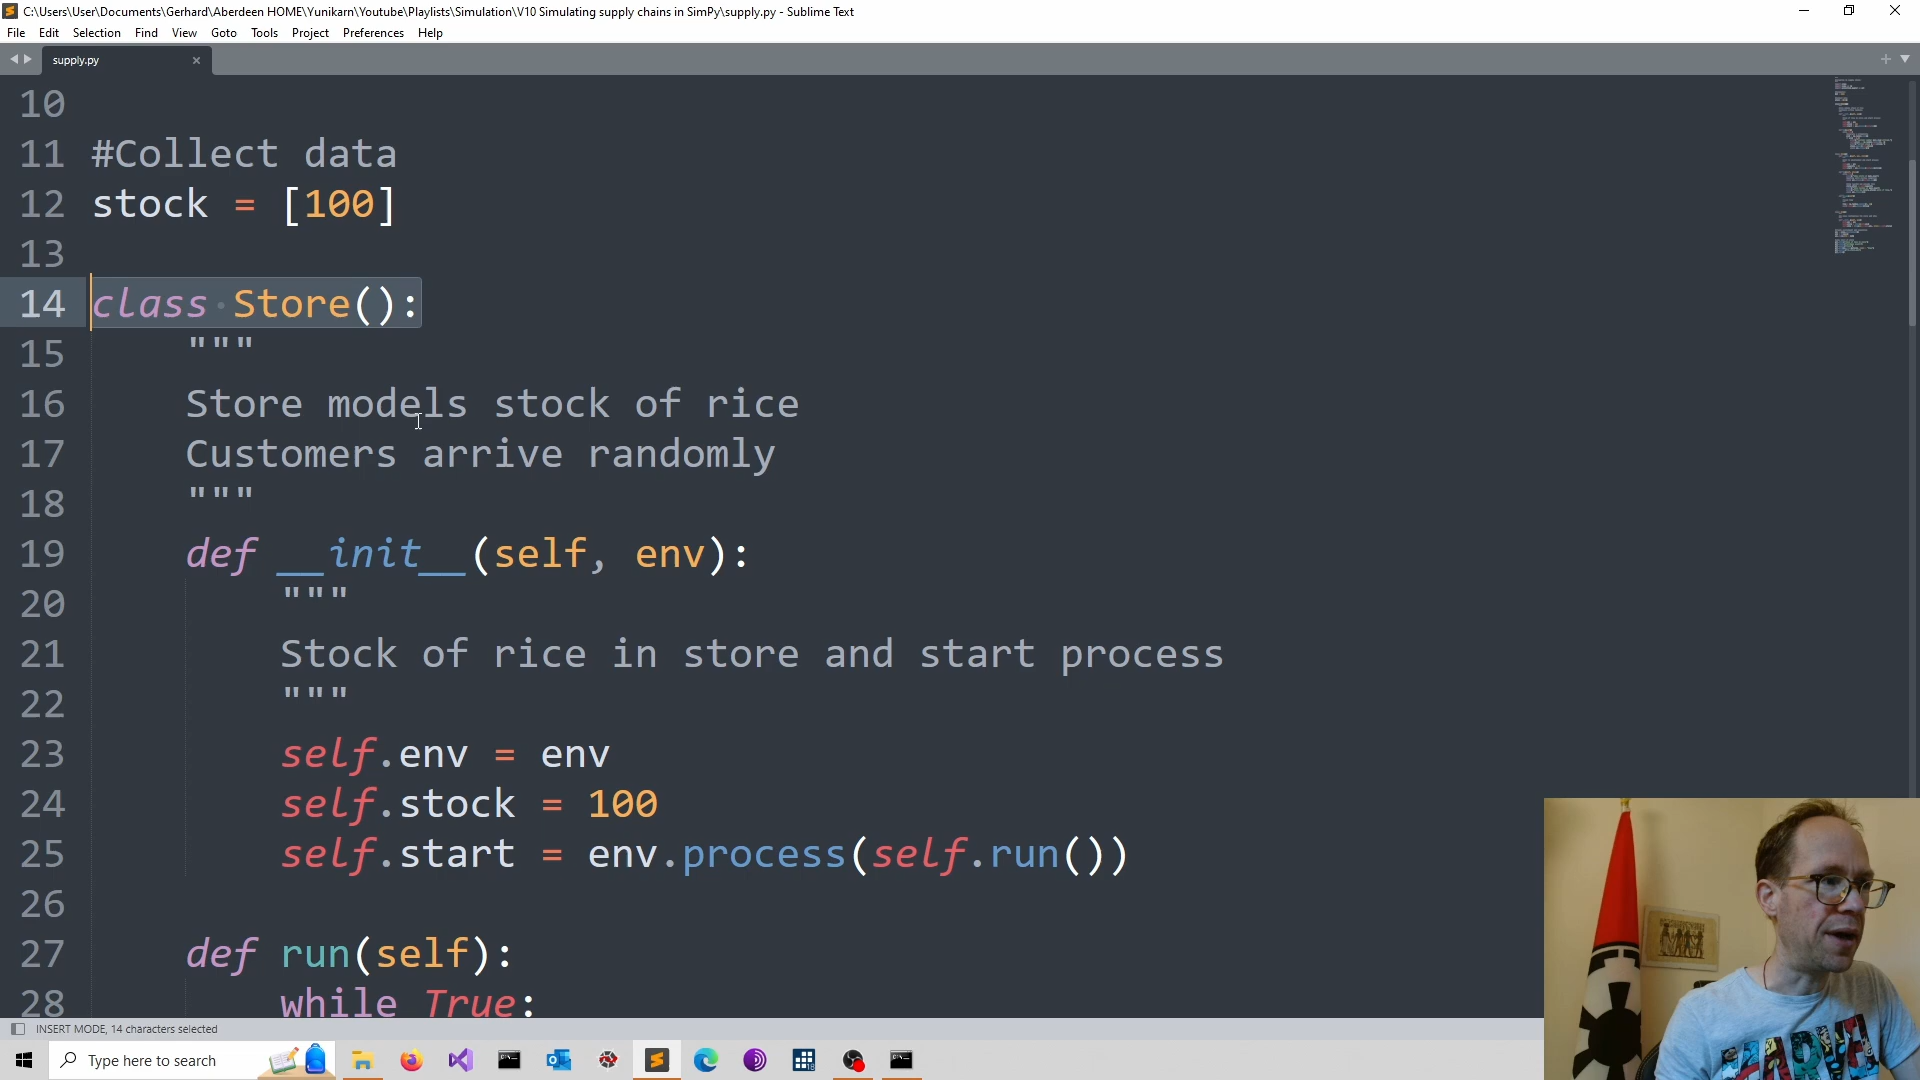 C:\Users\User\Documents\Gerhard\Aberdeen HOME\Yunikarn\Youtube\Playlists\Simulation\V10 Simulating supply chains in SimPy\supply.py - Sublime Text
File Edit Selection Find View Goto Tools Project Preferences Help
supply.py
10
11 #Collect data
12 stock = [100]
13
14 class Store():
15 """
16 Store models stock of rice
17 Customers arrive randomly
18 """
19 def __init__(self, env):
20 """
21 Stock of rice in store and start process
22 """
23 self.env = env
24 self.stock = 100
25 self.start = env.process(self.run())
26
27 def run(self):
28 while True:
INSERT MODE, 14 characters selected
Type here to search
MARVEL